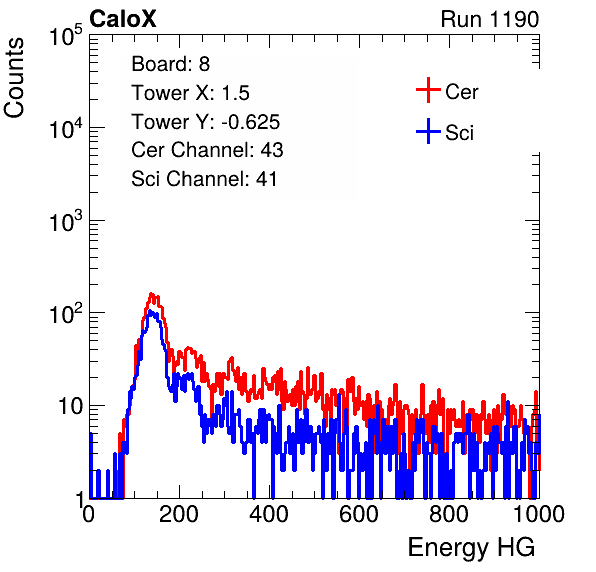 CaloX Run 1190
Counts
Board: 8
Tower X: 1.5
Tower Y: -0.625
Cer Channel: 43
Sci Channel: 41
Cer
Sci
10^5
10^4
10^3
10^2
10
1
0 200 400 600 800 1000
Energy HG